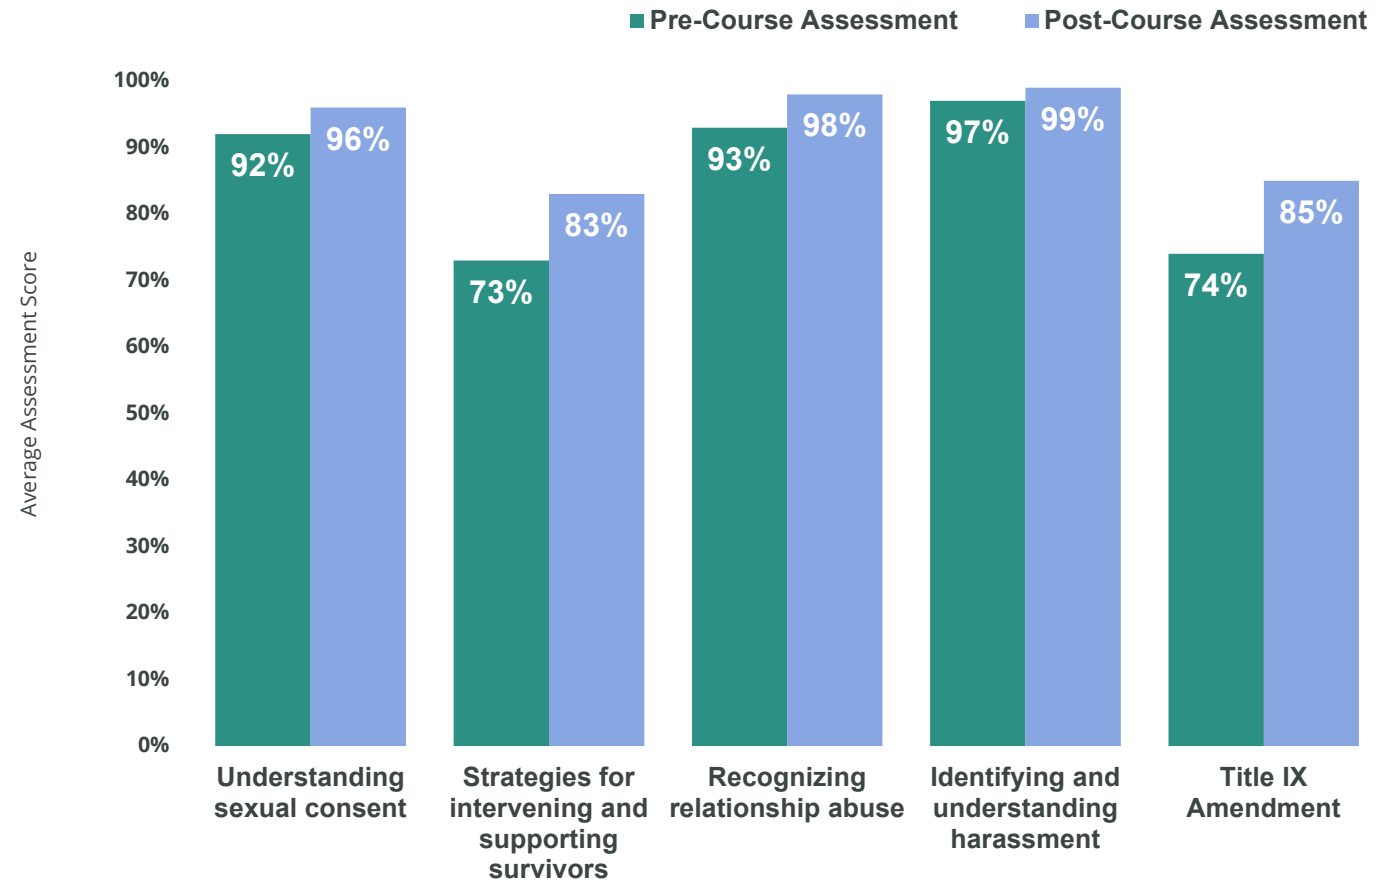 Pre-Course Assessment Post-Course Assessment
Average Assessment Score
100%
90%
80%
70%
60%
50%
40%
30%
20%
10%
0%
92%
96%
73%
83%
93%
98%
97%
99%
74%
85%
Understanding
sexual consent
Strategies for
intervening and
supporting
survivors
Recognizing
relationship abuse
Identifying and
understanding
harassment
Title IX
Amendment